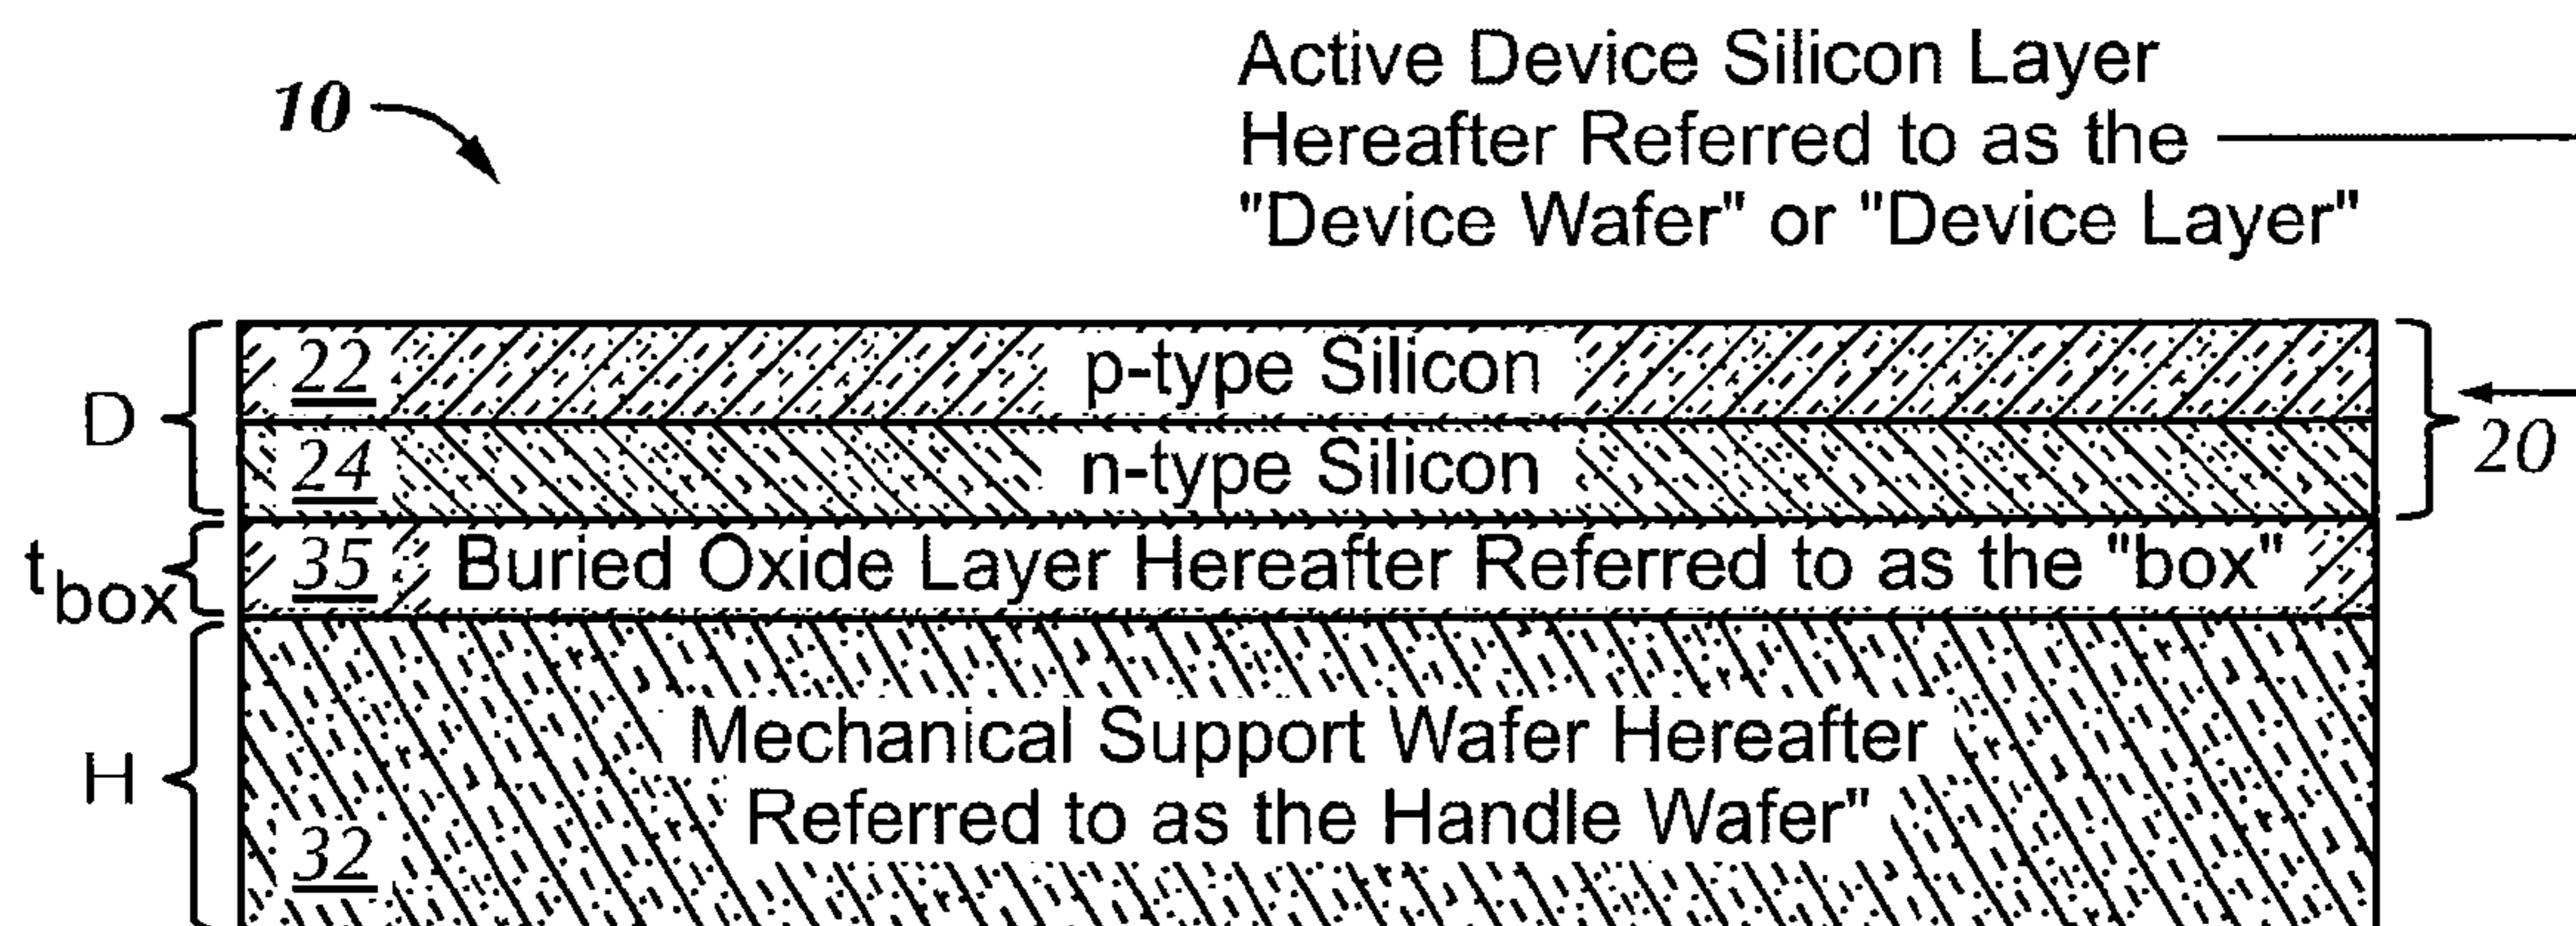 10
Active Device Silicon Layer
Hereafter Referred to as the
"Device Wafer" or "Device Layer"
D
22
p-type Silicon
24
n-type Silicon
20
tbox
35
Buried Oxide Layer Hereafter Referred to as the "box"
H
Mechanical Support Wafer Hereafter
Referred to as the Handle Wafer"
32